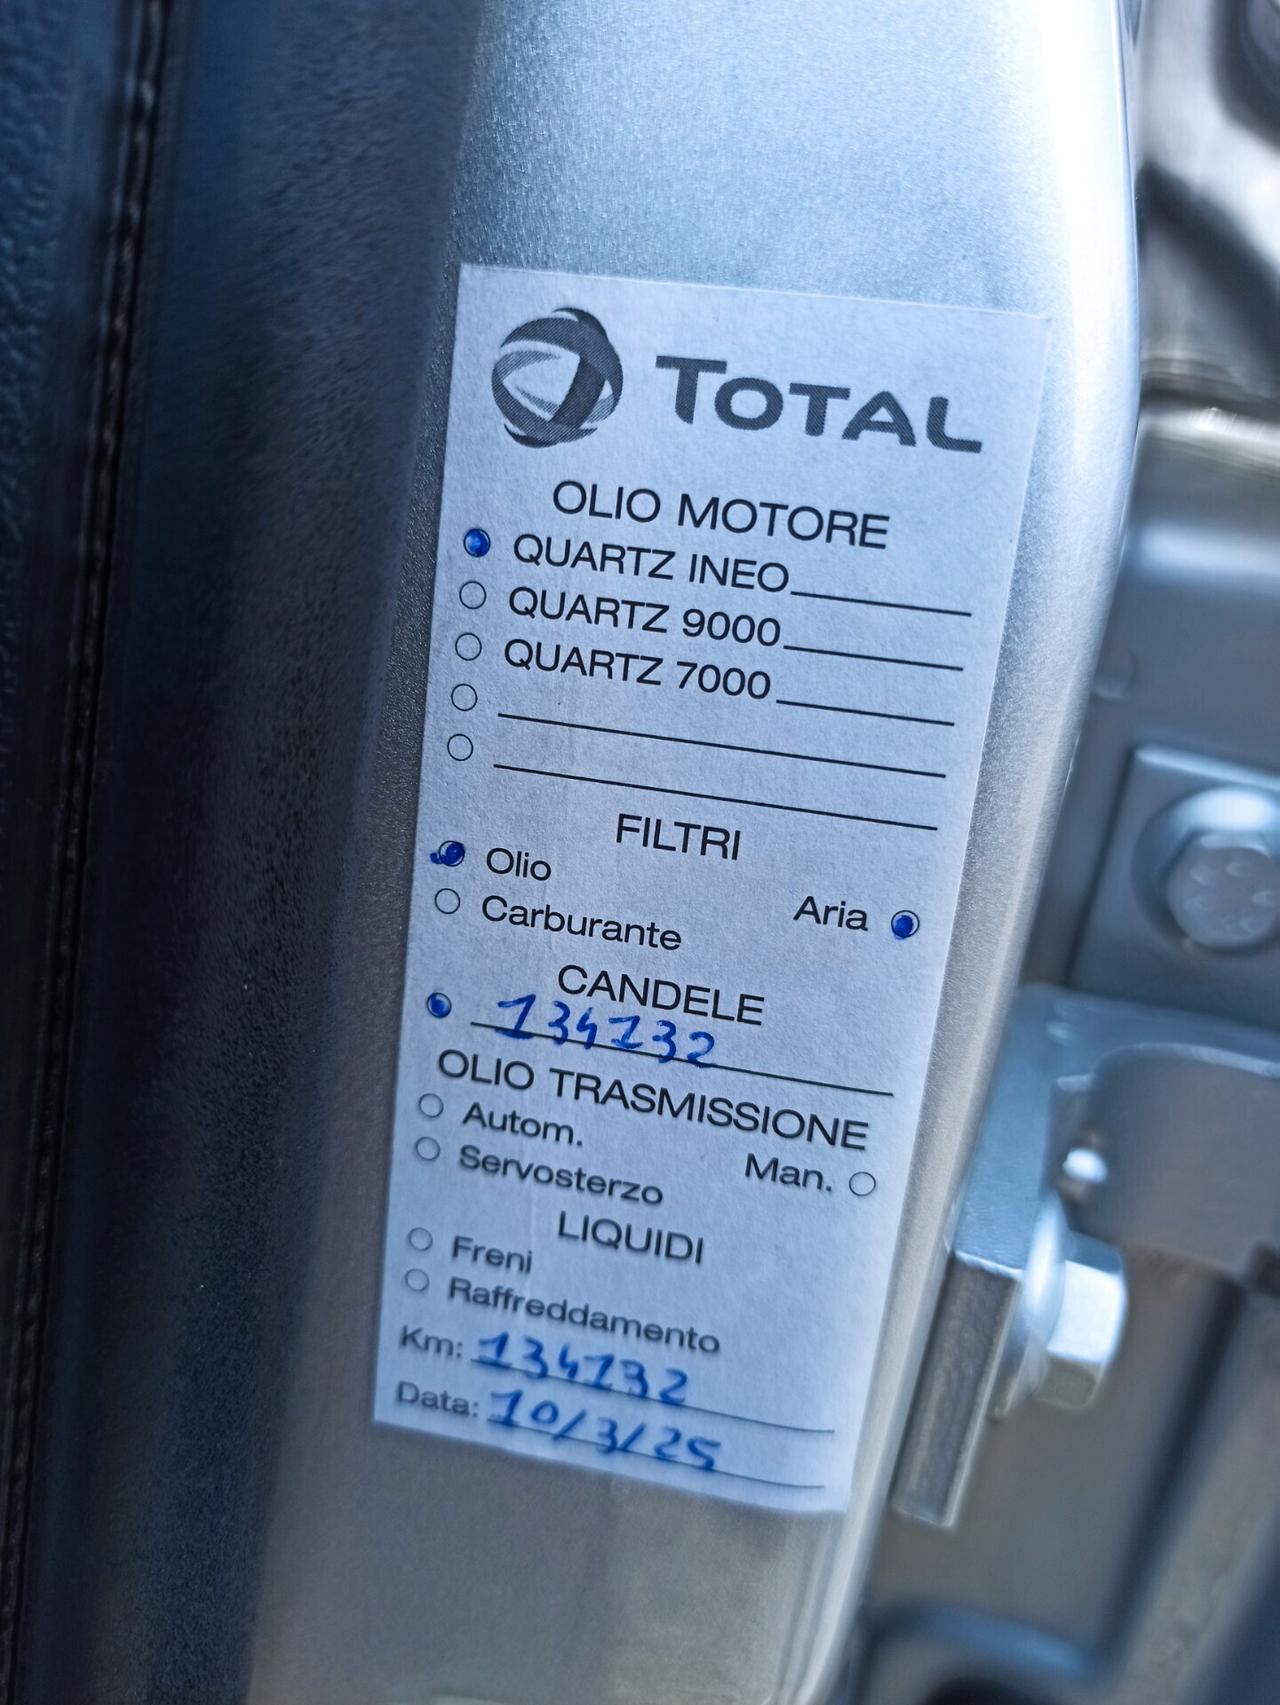 TOTAL
OLIO MOTORE
QUARTZ INEO
QUARTZ 9000
QUARTZ 7000
FILTRI
Olio
Aria
Carburante
CANDELE
134132
OLIO TRASMISSIONE
Autom.
Man.
Servosterzo
LIQUIDI
Freni
Raffreddamento
Km: 134132
Data: 10/3/25